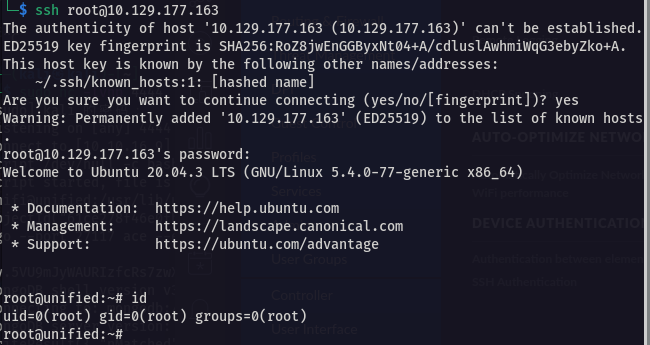 $ ssh root@10.129.177.163
The authenticity of host '10.129.177.163 (10.129.177.163)' can't be established.
ED25519 key fingerprint is SHA256:RoZ8jwEnGGByxNt04+A/cdluslAwhmiWqG3ebyZko+A.
This host key is known by the following other names/addresses:
~/.ssh/known_hosts:1: [hashed name]
Are you sure you want to continue connecting (yes/no/[fingerprint])? yes
Warning: Permanently added '10.129.177.163' (ED25519) to the list of known hosts
.
root@10.129.177.163's password:
Welcome to Ubuntu 20.04.3 LTS (GNU/Linux 5.4.0-77-generic x86_64)
* Documentation: https://help.ubuntu.com
* Management: https://landscape.canonical.com
* Support: https://ubuntu.com/advantage
root@unified:~# id
uid=0(root) gid=0(root) groups=0(root)
root@unified:~#
AUTO-OPTIMIZE NETWO
Profiles
Services
DEVICE AUTHENTICATION
User Groups
SSH Authentication
Controller
User Interface